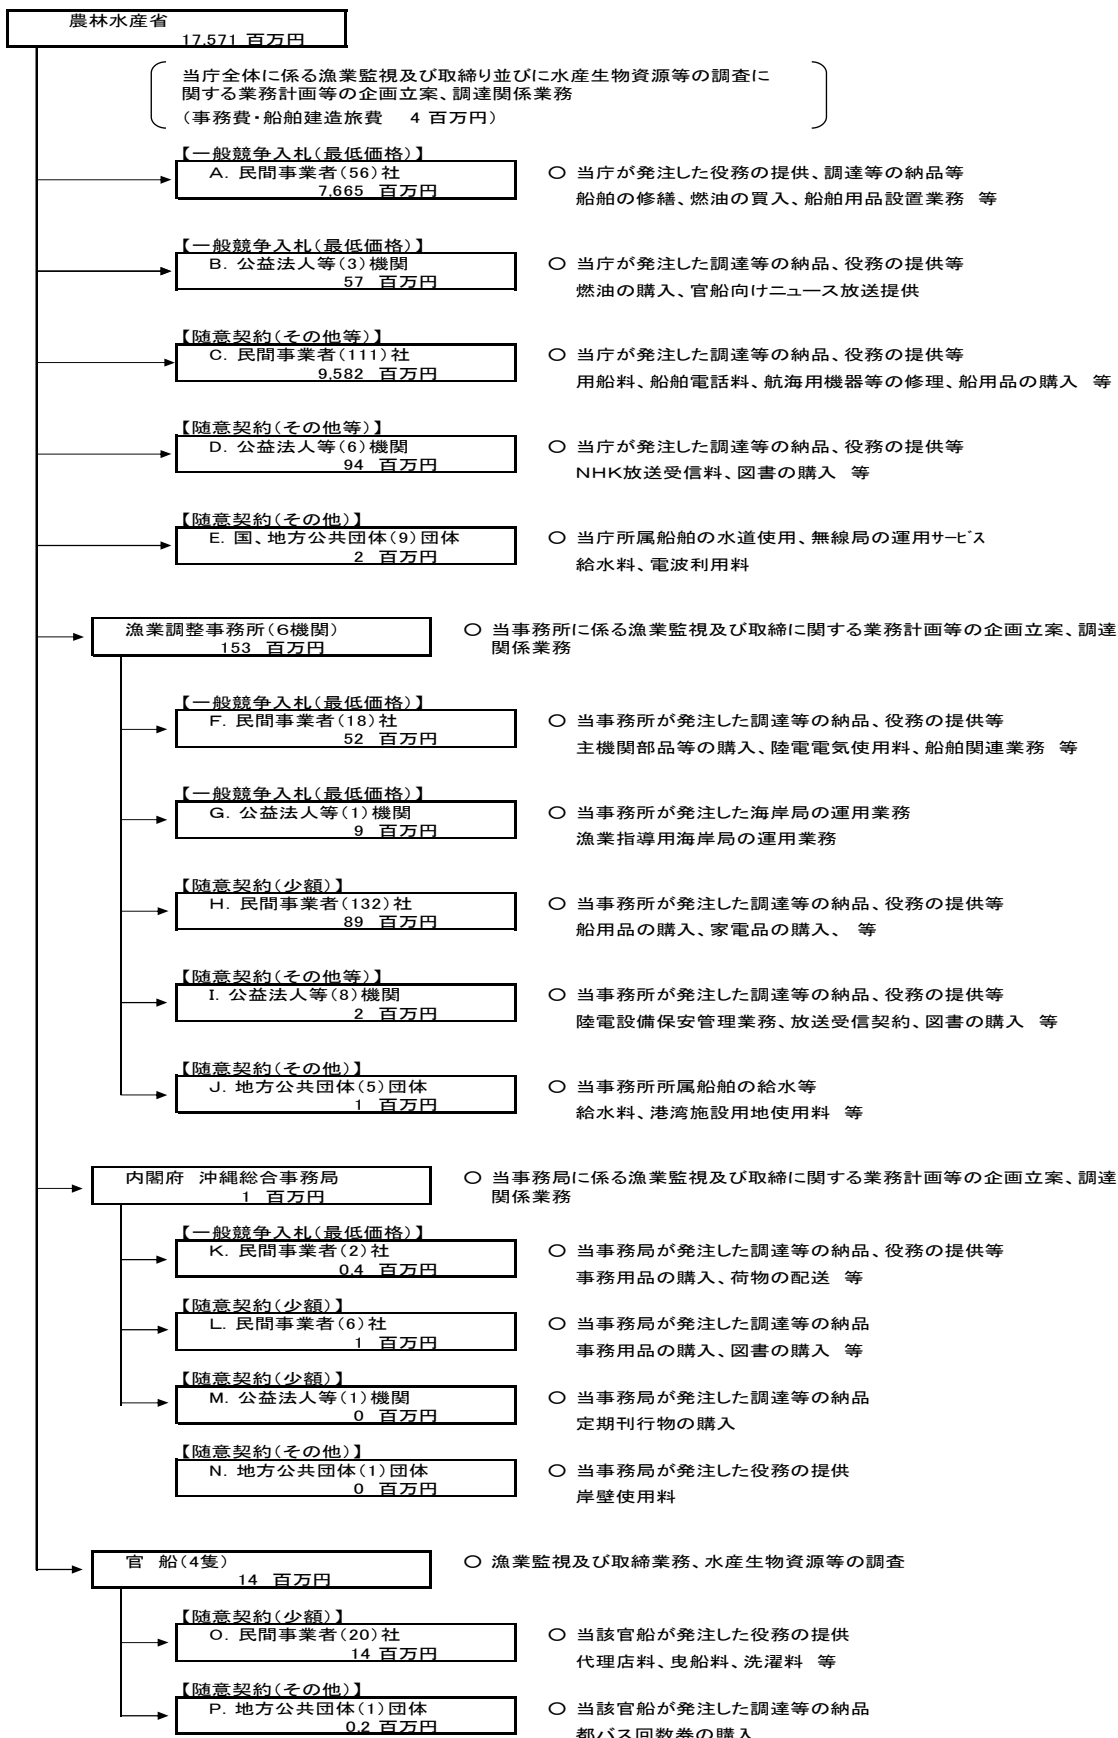 農林水産省
17,571 百万円
当庁全体に係る漁業監視及び取締り並びに水産生物資源等の調査に
関する業務計画等の企画立案、調達関係業務
（事務費・船舶建造旅費　4 百万円）
【一般競争入札（最低価格）】
A. 民間事業者（56）社
7,665 百万円
〇 当庁が発注した役務の提供、調達等の納品等
船舶の修繕、燃油の買入、船舶用品設置業務 等
【一般競争入札（最低価格）】
B. 公益法人等（3）機関
57 百万円
〇 当庁が発注した調達等の納品、役務の提供等
燃油の購入、官船向けニュース放送提供
【随意契約（その他等）】
C. 民間事業者（111）社
9,582 百万円
〇 当庁が発注した調達等の納品、役務の提供等
用船料、船舶電話料、航海用機器等の修理、船用品の購入 等
【随意契約（その他等）】
D. 公益法人等（6）機関
94 百万円
〇 当庁が発注した調達等の納品、役務の提供等
NHK放送受信料、図書の購入 等
【随意契約（その他）】
E. 国、地方公共団体（9）団体
2 百万円
〇 当庁所属船舶の水道使用、無線局の運用ｻｰﾋﾞｽ
給水料、電波利用料
漁業調整事務所（6機関）
153 百万円
〇 当事務所に係る漁業監視及び取締に関する業務計画等の企画立案、調達
関係業務
【一般競争入札（最低価格）】
F. 民間事業者（18）社
52 百万円
〇 当事務所が発注した調達等の納品、役務の提供等
主機関部品等の購入、陸電電気使用料、船舶関連業務 等
【一般競争入札（最低価格）】
G. 公益法人等（1）機関
9 百万円
〇 当事務所が発注した海岸局の運用業務
漁業指導用海岸局の運用業務
【随意契約（少額）】
H. 民間事業者（132）社
89 百万円
〇 当事務所が発注した調達等の納品、役務の提供等
船用品の購入、家電品の購入、 等
【随意契約（その他等）】
I. 公益法人等（8）機関
2 百万円
〇 当事務所が発注した調達等の納品、役務の提供等
陸電設備保安管理業務、放送受信契約、図書の購入 等
【随意契約（その他）】
J. 地方公共団体（5）団体
1 百万円
〇 当事務所所属船舶の給水等
給水料、港湾施設用地使用料 等
内閣府 沖縄総合事務局
1 百万円
〇 当事務局に係る漁業監視及び取締に関する業務計画等の企画立案、調達
関係業務
【一般競争入札（最低価格）】
K. 民間事業者（2）社
0.4 百万円
〇 当事務局が発注した調達等の納品、役務の提供等
事務用品の購入、荷物の配送 等
【随意契約（少額）】
L. 民間事業者（6）社
1 百万円
〇 当事務局が発注した調達等の納品
事務用品の購入、図書の購入 等
【随意契約（少額）】
M. 公益法人等（1）機関
0 百万円
〇 当事務局が発注した調達等の納品
定期刊行物の購入
【随意契約（その他）】
N. 地方公共団体（1）団体
0 百万円
〇 当事務局が発注した役務の提供
岸壁使用料
官 船（4隻）
14 百万円
〇 漁業監視及び取締業務、水産生物資源等の調査
【随意契約（少額）】
O. 民間事業者（20）社
14 百万円
〇 当該官船が発注した役務の提供
代理店料、曳船料、洗濯料 等
【随意契約（その他）】
P. 地方公共団体（1）団体
0.2 百万円
〇 当該官船が発注した調達等の納品
都バス回数券の購入